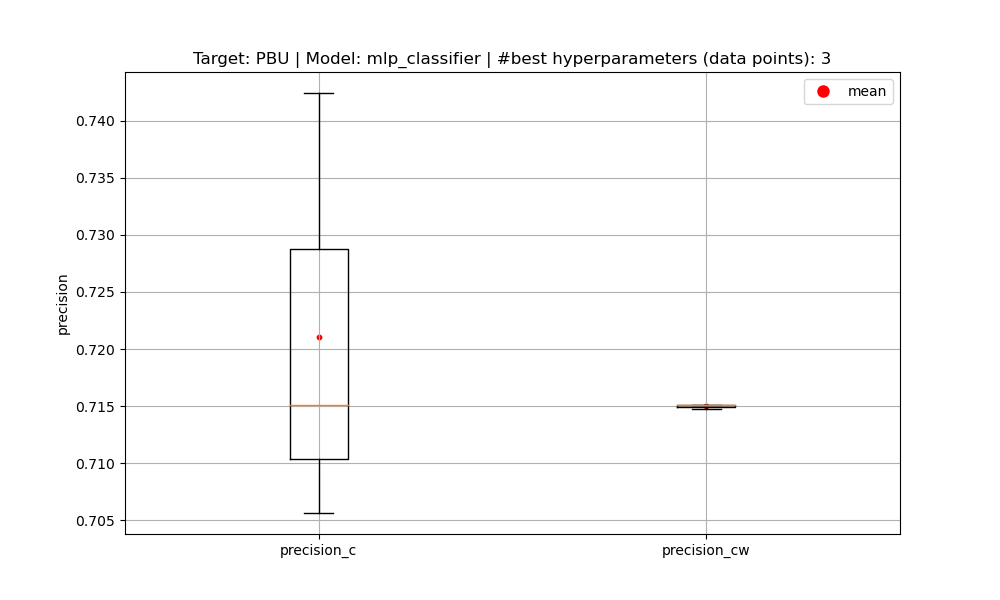 Target: PBU | Model: mlp_classifier | #best hyperparameters (data points): 3
mean
0.740
0.735
0.730
0.725
0.720
0.715
0.710
0.705
precision
precision_c
precision_cw